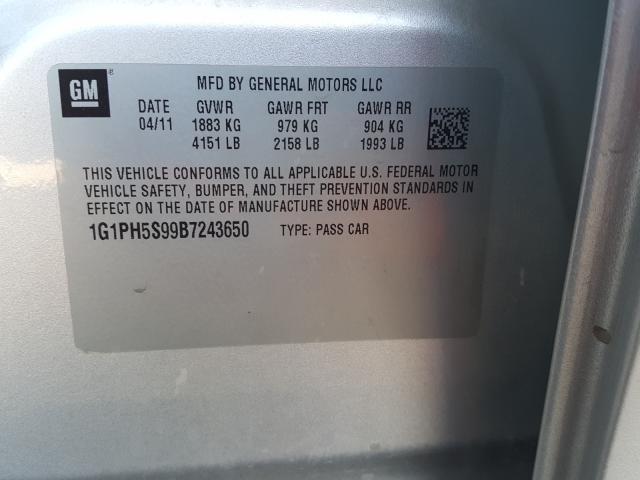 GM ®
MFD BY GENERAL MOTORS LLC
DATE GVWR GAWR FRT GAWR RR
04/11 1883 KG 979 KG 904 KG
4151 LB 2158 LB 1993 LB
THIS VEHICLE CONFORMS TO ALL APPLICABLE U.S. FEDERAL MOTOR
VEHICLE SAFETY, BUMPER, AND THEFT PREVENTION STANDARDS IN
EFFECT ON THE DATE OF MANUFACTURE SHOWN ABOVE.
1G1PH5S99B7243650 TYPE: PASS CAR